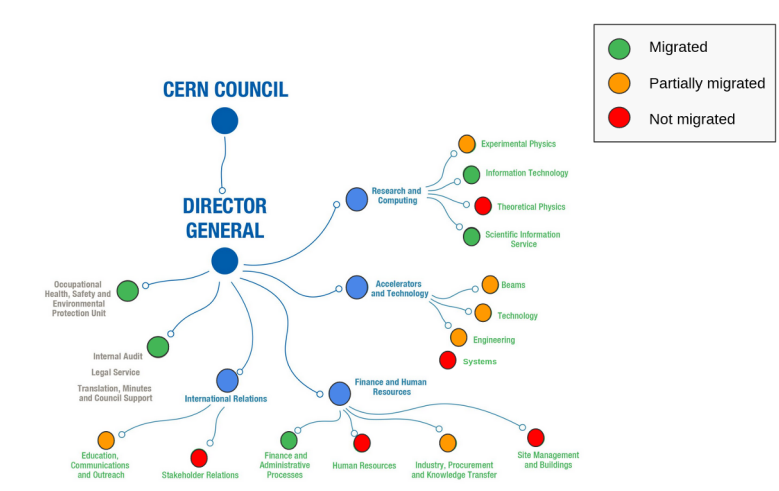 Migrated
Partially migrated
Not migrated
CERN COUNCIL
DIRECTOR
GENERAL
Research and
Computing
Experimental Physics
Information Technology
Theoretical Physics
Scientific Information
Service
Accelerators
and Technology
Beams
Technology
Engineering
Systems
Occupational
Health, Safety and
Environmental
Protection Unit
Internal Audit
Legal Service
Translation, Minutes
and Council Support
International Relations
Finance and Human
Resources
Education,
Communications
and Outreach
Stakeholder Relations
Finance and
Administrative
Processes
Human Resources
Industry, Procurement
and Knowledge Transfer
Site Management
and Buildings